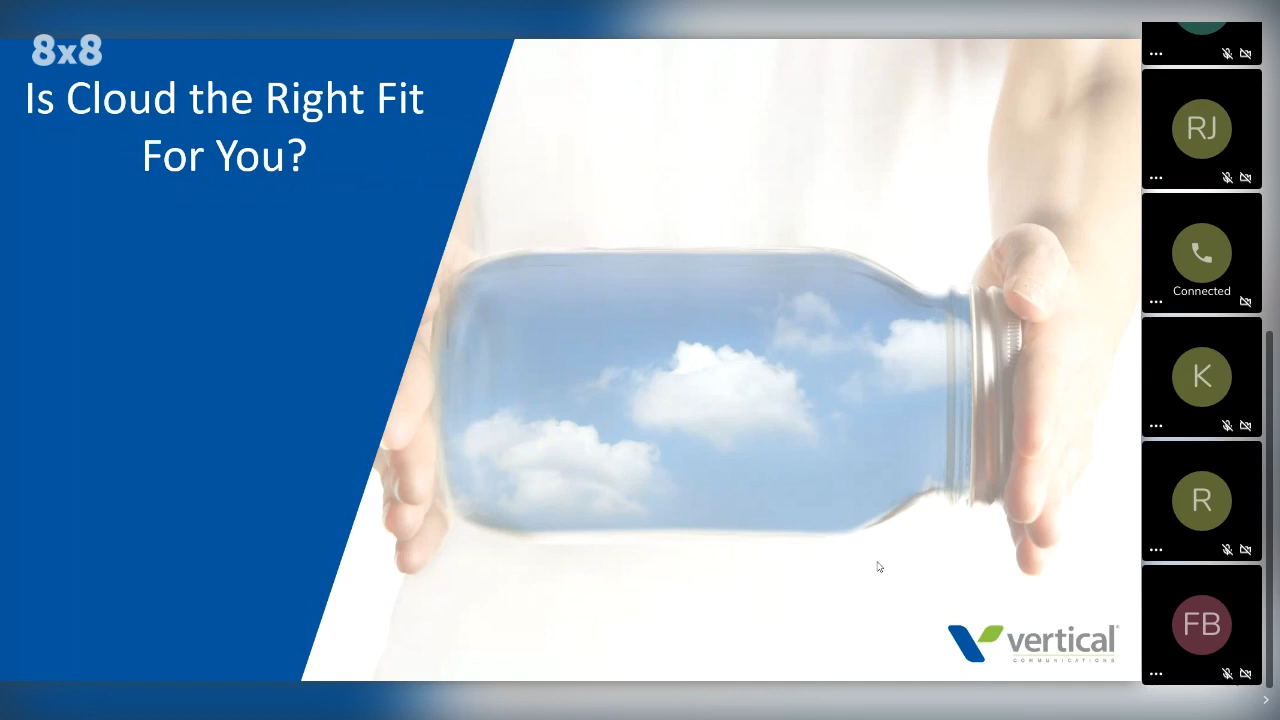 8x8
Is Cloud the Right Fit
For You?
RJ
Connected
K
R
FB
vertical
COMMUNICATIONS